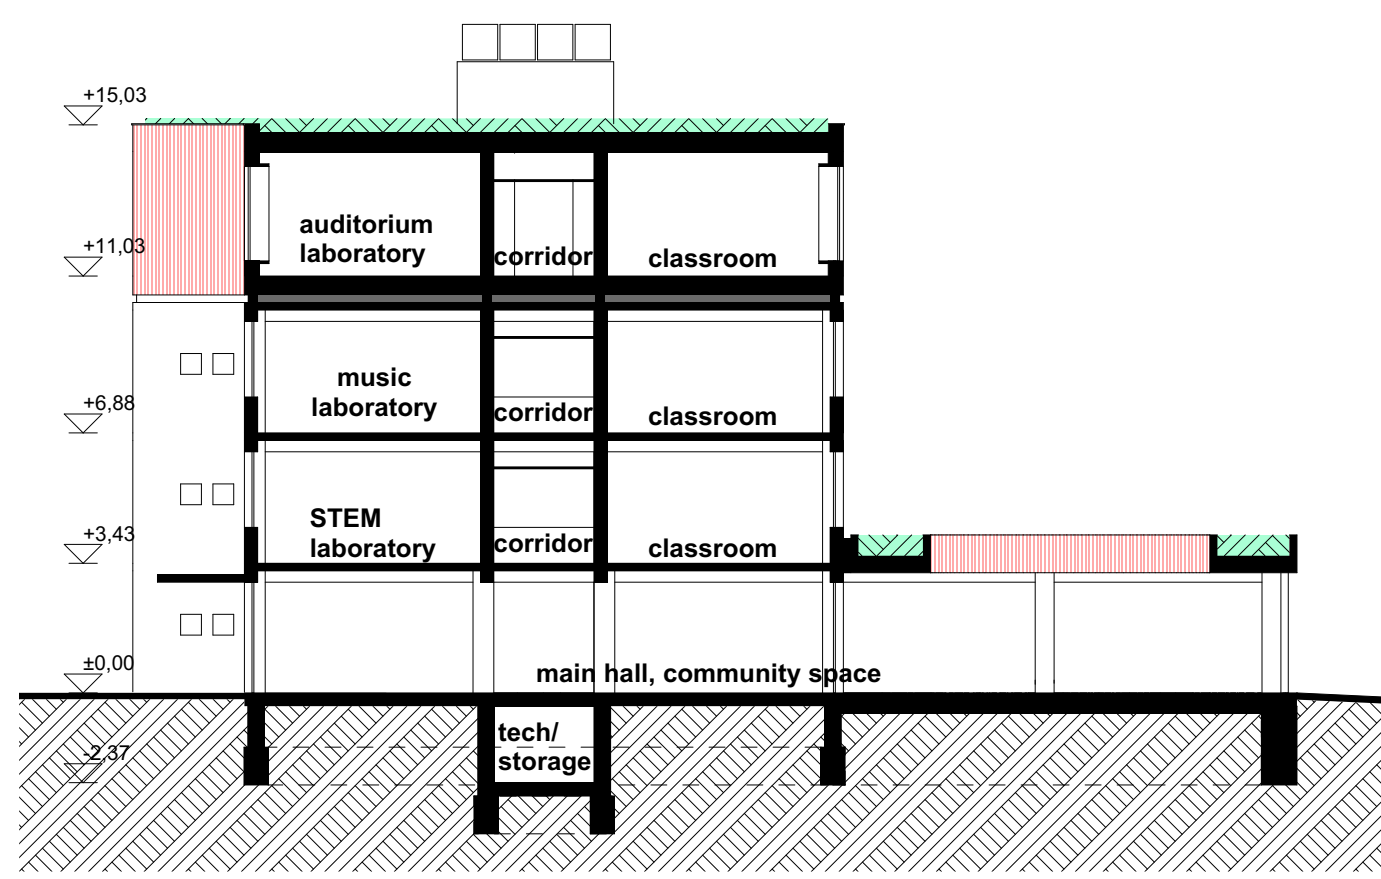 +15,03
+11,03
auditorium
laboratory
corridor
classroom
+6,88
music
laboratory
corridor
classroom
+3,43
STEM
laboratory
corridor
classroom
±0,00
main hall, community space
-2,37
tech/
storage